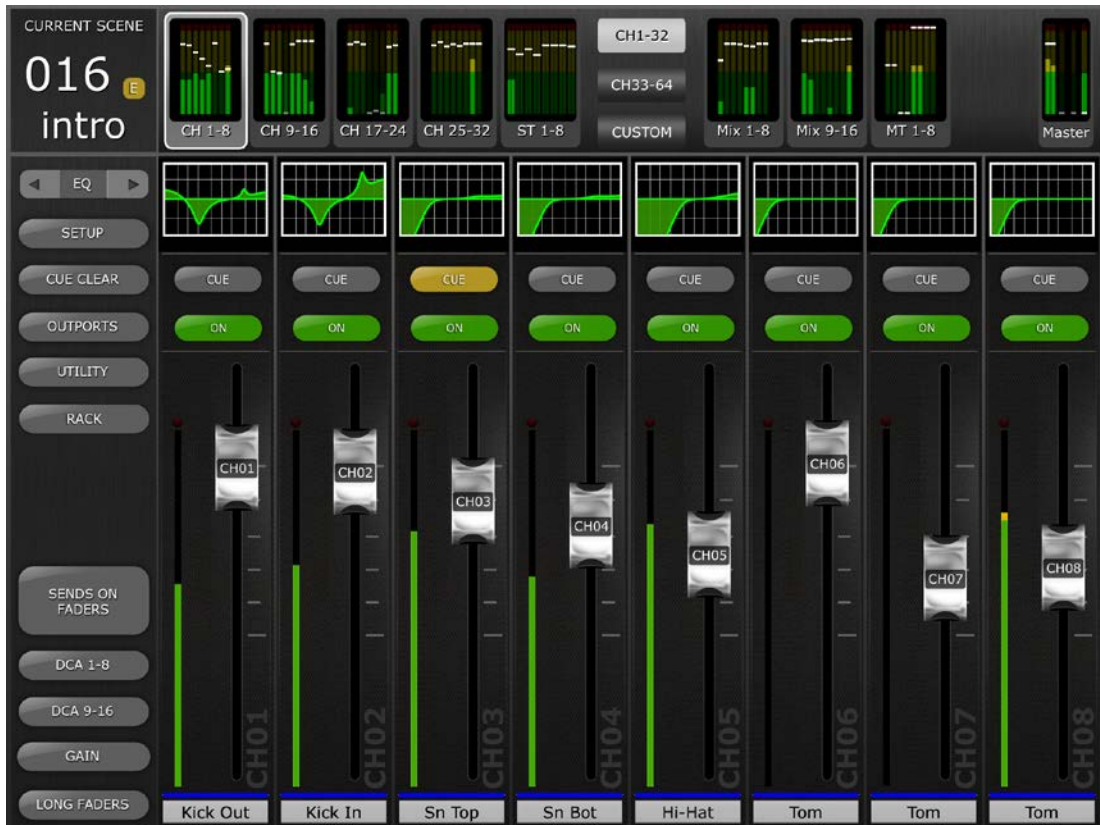 CURRENT SCENE
016 E
intro
CH 1-8
CH 9-16
CH 17-24
CH 25-32
ST 1-8
CH1-32
CH33-64
CUSTOM
Mix 1-8
Mix 9-16
MT 1-8
Master
EQ
SETUP
CUE CLEAR
OUTPORTS
UTILITY
RACK
SENDS ON
FADERS
DCA 1-8
DCA 9-16
GAIN
LONG FADERS
CUE CUE CUE CUE CUE CUE CUE CUE
ON ON ON ON ON ON ON ON
CH01 CH02 CH03 CH04 CH05 CH06 CH07 CH08
CH01 CH02 CH03 CH04 CH05 CH06 CH07 CH08
Kick Out Kick In Sn Top Sn Bot Hi-Hat Tom Tom Tom